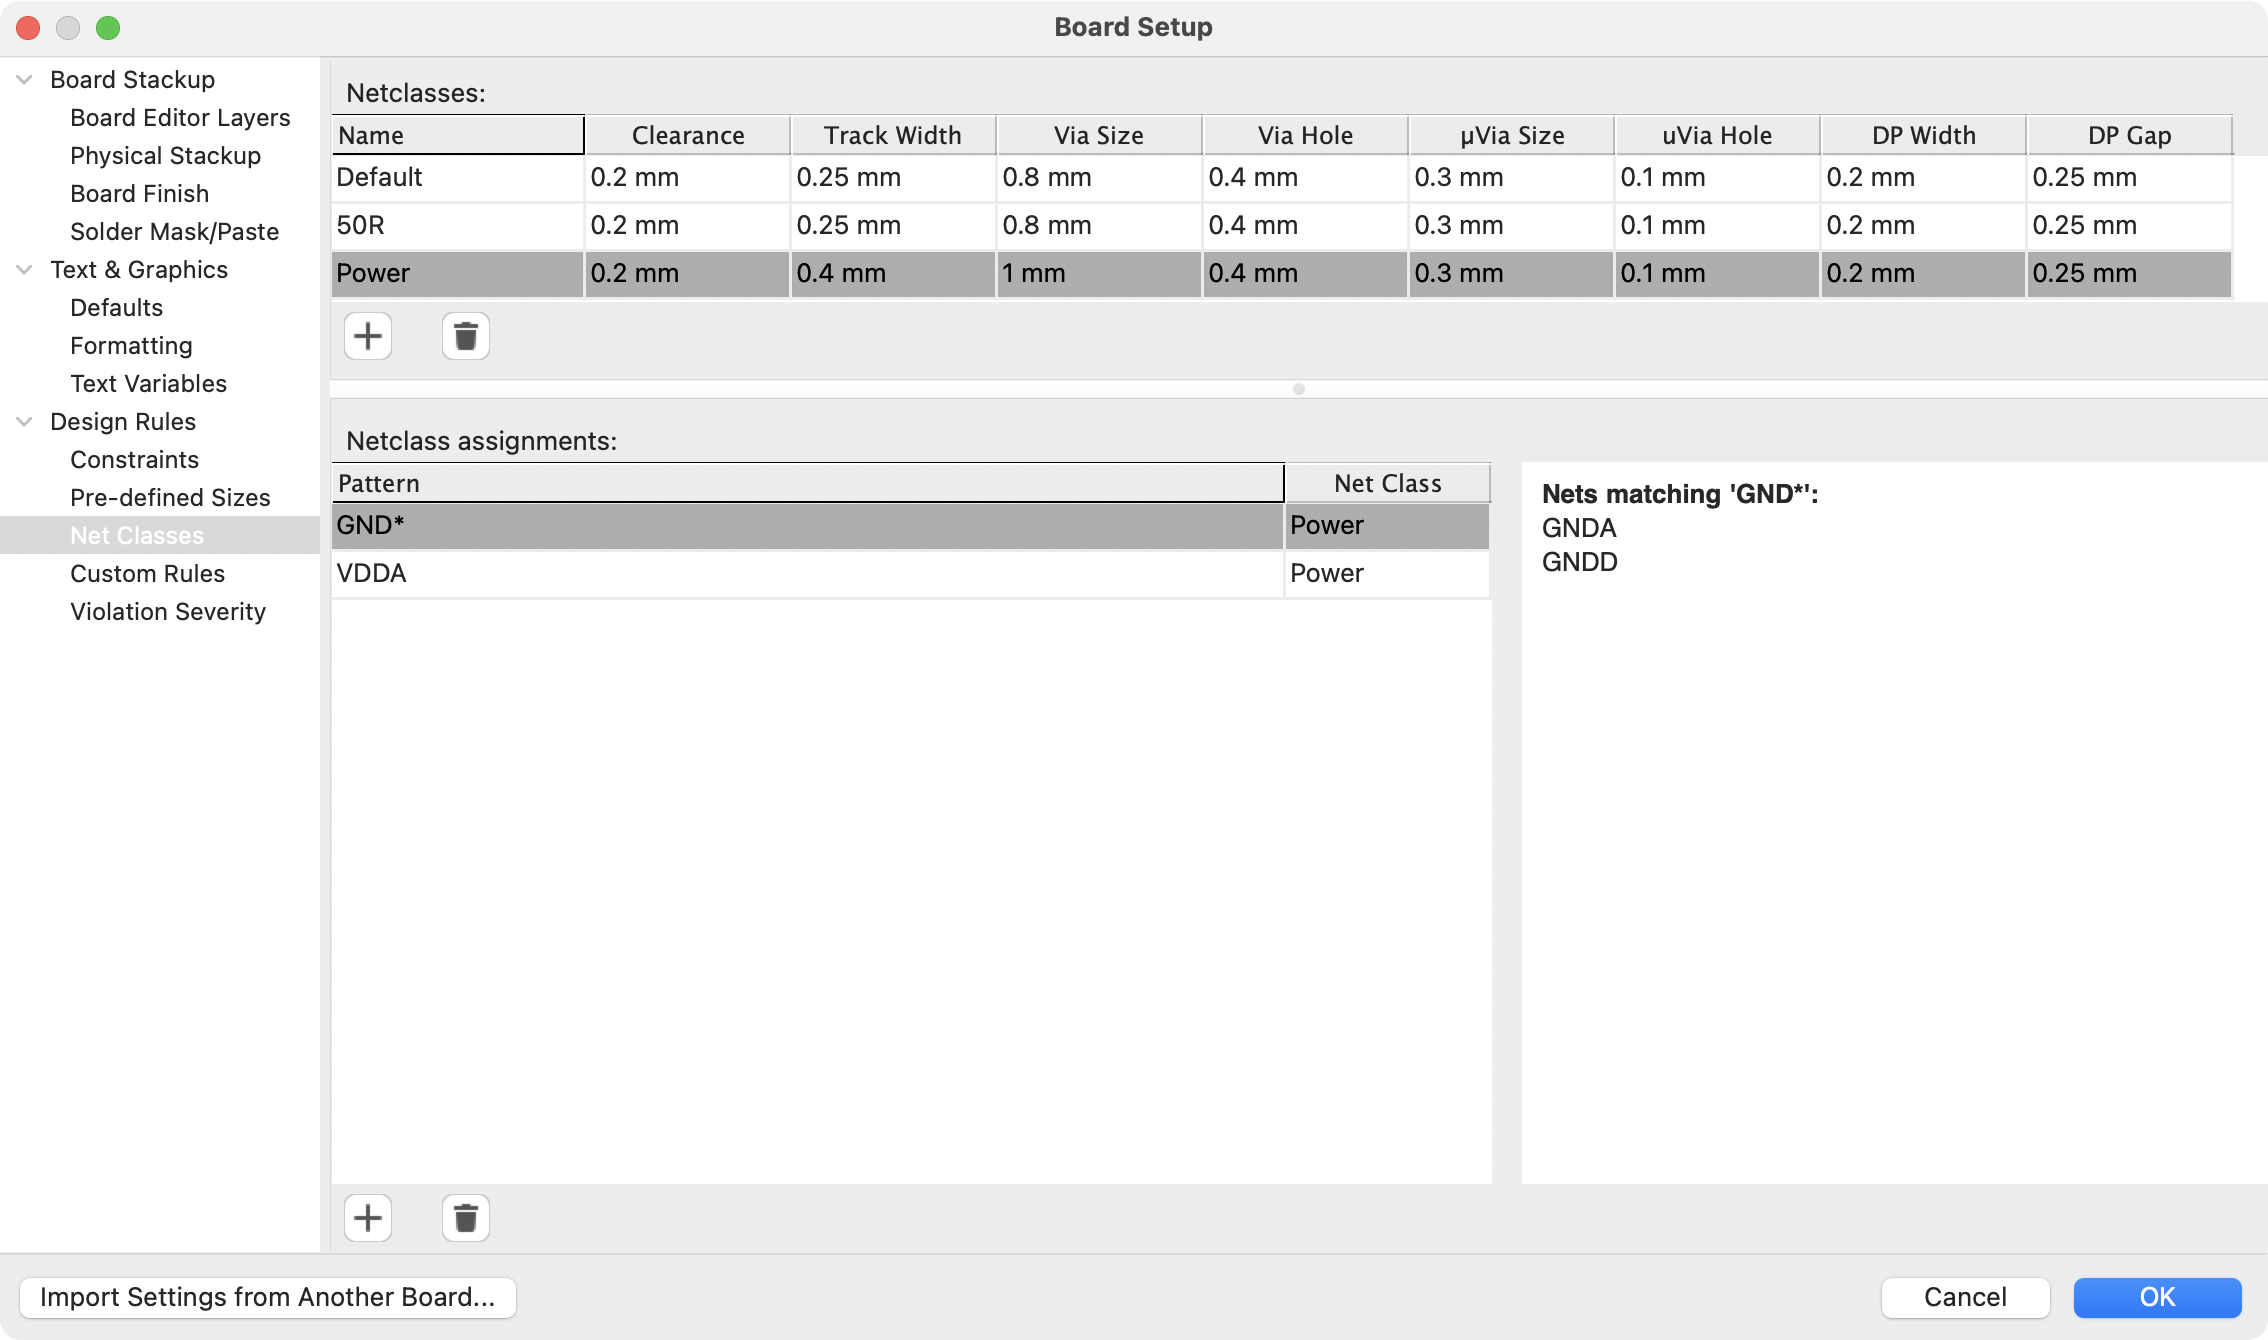 Board Setup
Board Stackup
Board Editor Layers
Physical Stackup
Board Finish
Solder Mask/Paste
Text & Graphics
Defaults
Formatting
Text Variables
Design Rules
Constraints
Pre-defined Sizes
Net Classes
Custom Rules
Violation Severity
Netclasses:
Name Clearance Track Width Via Size Via Hole µVia Size uVia Hole DP Width DP Gap
Default 0.2 mm 0.25 mm 0.8 mm 0.4 mm 0.3 mm 0.1 mm 0.2 mm 0.25 mm
50R 0.2 mm 0.25 mm 0.8 mm 0.4 mm 0.3 mm 0.1 mm 0.2 mm 0.25 mm
Power 0.2 mm 0.4 mm 1 mm 0.4 mm 0.3 mm 0.1 mm 0.2 mm 0.25 mm
Netclass assignments:
Pattern Net Class
GND* Power
VDDA Power
Nets matching 'GND*':
GNDA
GNDD
Import Settings from Another Board... Cancel OK